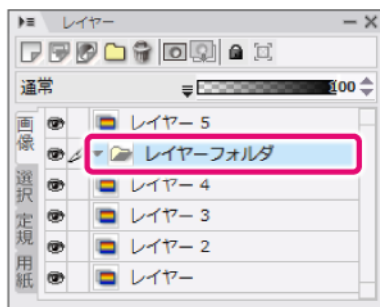 レイヤー
通常
100
画像
選択
定規
用紙
レイヤー 5
レイヤーフォルダ
レイヤー 4
レイヤー 3
レイヤー 2
レイヤー